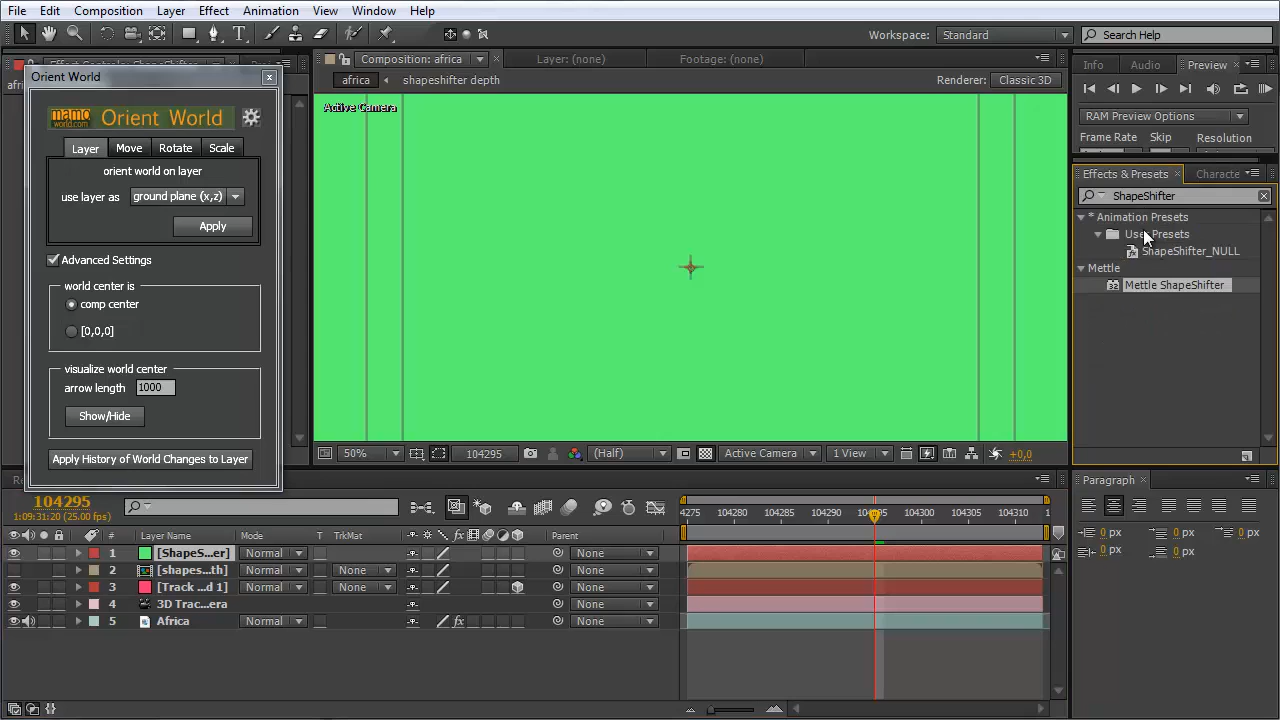 File Edit Composition Layer Effect Animation View Window Help
Workspace: Standard
Search Help
Orient World
mamo world.com Orient World
Layer Move Rotate Scale
orient world on layer
use layer as ground plane (x,z)
Apply
Advanced Settings
world center is
comp center
[0,0,0]
visualize world center
arrow length 1000
Show/Hide
Apply History of World Changes to Layer
Composition: africa
Layer: (none)
Footage: (none)
africa shapeshifter depth
Renderer: Classic 3D
Active Camera
50% 104295 (Half) Active Camera 1 View +0,0
Info Audio Preview
RAM Preview Options
Frame Rate Skip Resolution
Effects & Presets
ShapeShifter
* Animation Presets
ShapeShifter_NULL
Mettle
32 Mettle ShapeShifter
104295
1:09:31:20 (25.00 fps)
# Layer Name Mode T TrkMat Parent
1 [ShapeS...er] Normal None
2 [shapes...th] Normal None None
3 [Track ...d 1] Normal None None
4 3D Trac...era None
5 Africa Normal None
4275 104280 104285 104290 104295 104300 104305 104310 1
Paragraph
0 px 0 px 0 px
0 px 0 px